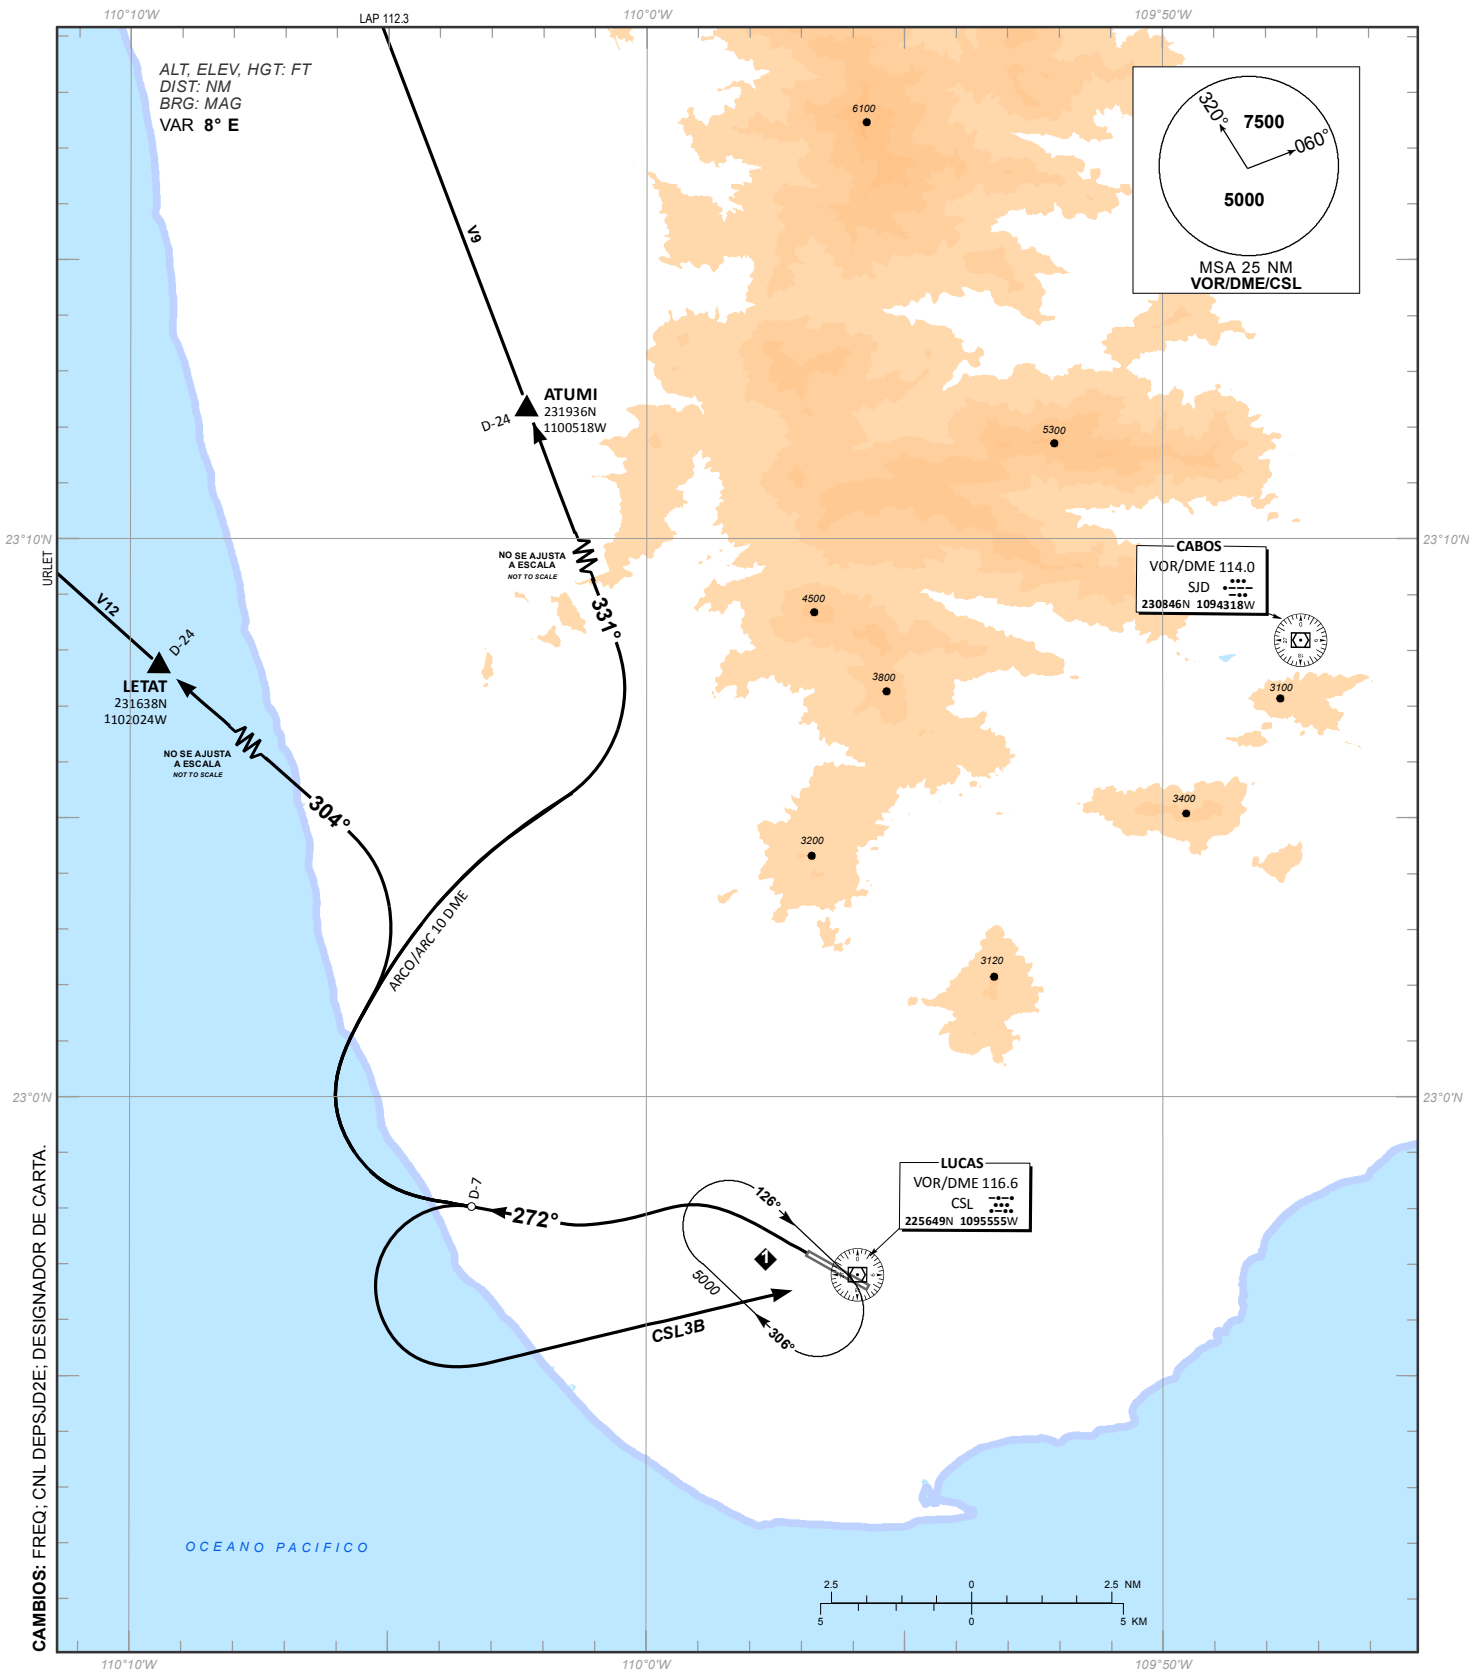 110°10'W
110°0'W
109°50'W
LAP 112.3
ALT, ELEV, HGT: FT
DIST: NM
BRG: MAG
VAR 8° E
6100
320°
7500
060°
5000
MSA 25 NM
VOR/DME/CSL
V9
ATUMI
231936N
1100518W
D-24
5300
23°10'N
23°10'N
URLET
NO SE AJUSTA
A ESCALA
NOT TO SCALE
CABOS
VOR/DME 114.0
SJD
230846N 1094318W
V12
4500
331°
D-24
LETAT
231638N
1102024W
3800
3100
NO SE AJUSTA
A ESCALA
NOT TO SCALE
304°
3400
3200
ARCO/ARC 10 DME
3120
23°0'N
23°0'N
LUCAS
VOR/DME 116.6
CSL
225649N 1095555W
D-7
126°
272°
1
5000
CSL3B
306°
CAMBIOS: FREQ; CNL DEPSJD2E; DESIGNADOR DE CARTA.
OCEANO PACIFICO
2.5 0 2.5 NM
5 0 5 KM
110°10'W
110°0'W
109°50'W